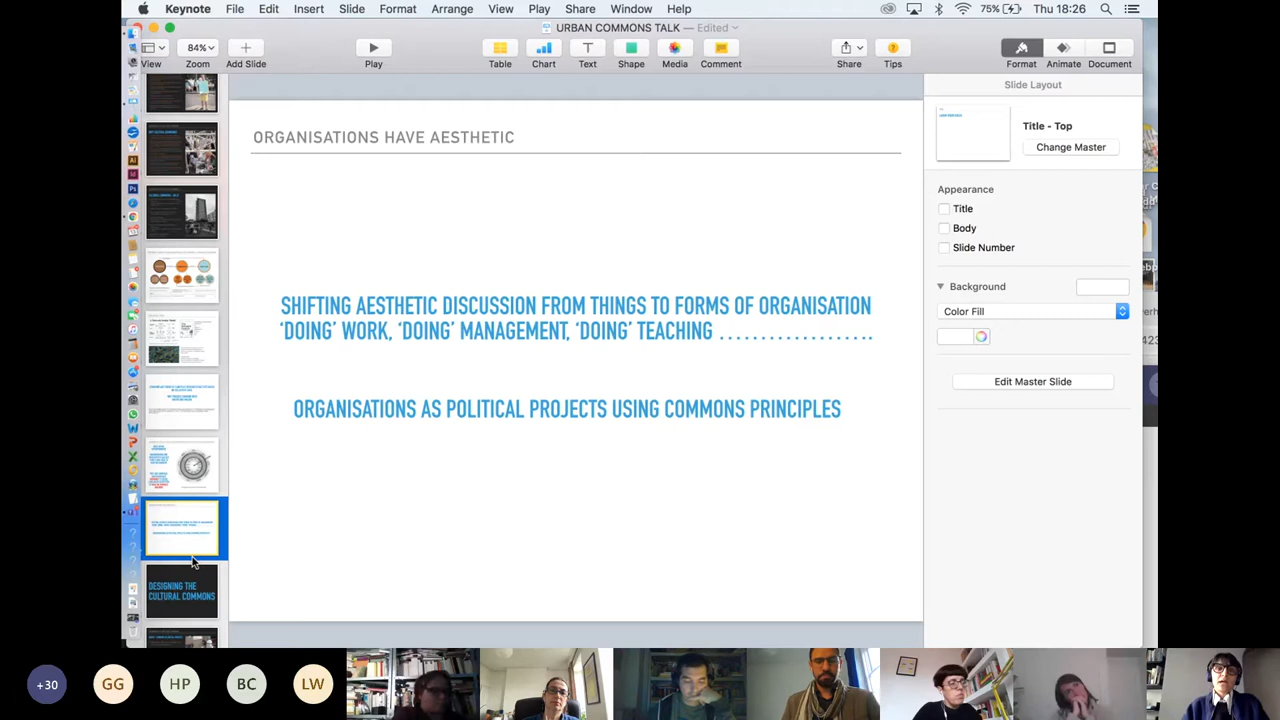 Keynote File Edit Insert Slide Format Arrange View Play Share Window Help
75% Thu 18:26
URBAN COMMONS TALK — Edited
84%
View Zoom Add Slide Play Table Chart Text Shape Media Comment Share Tips Format Animate Document
Slide Layout
Title - Top
Change Master
Appearance
Title
Body
Slide Number
Background
Color Fill
Edit Master Slide
ORGANISATIONS HAVE AESTHETIC
SHIFTING AESTHETIC DISCUSSION FROM THINGS TO FORMS OF ORGANISATION
‘DOING’ WORK, ‘DOING’ MANAGEMENT, ‘DOING’ TEACHING . . . . . . . . . . . . . . . . . . .
ORGANISATIONS AS POLITICAL PROJECTS USING COMMONS PRINCIPLES
DESIGNING THE
CULTURAL COMMONS
+30 GG HP BC LW